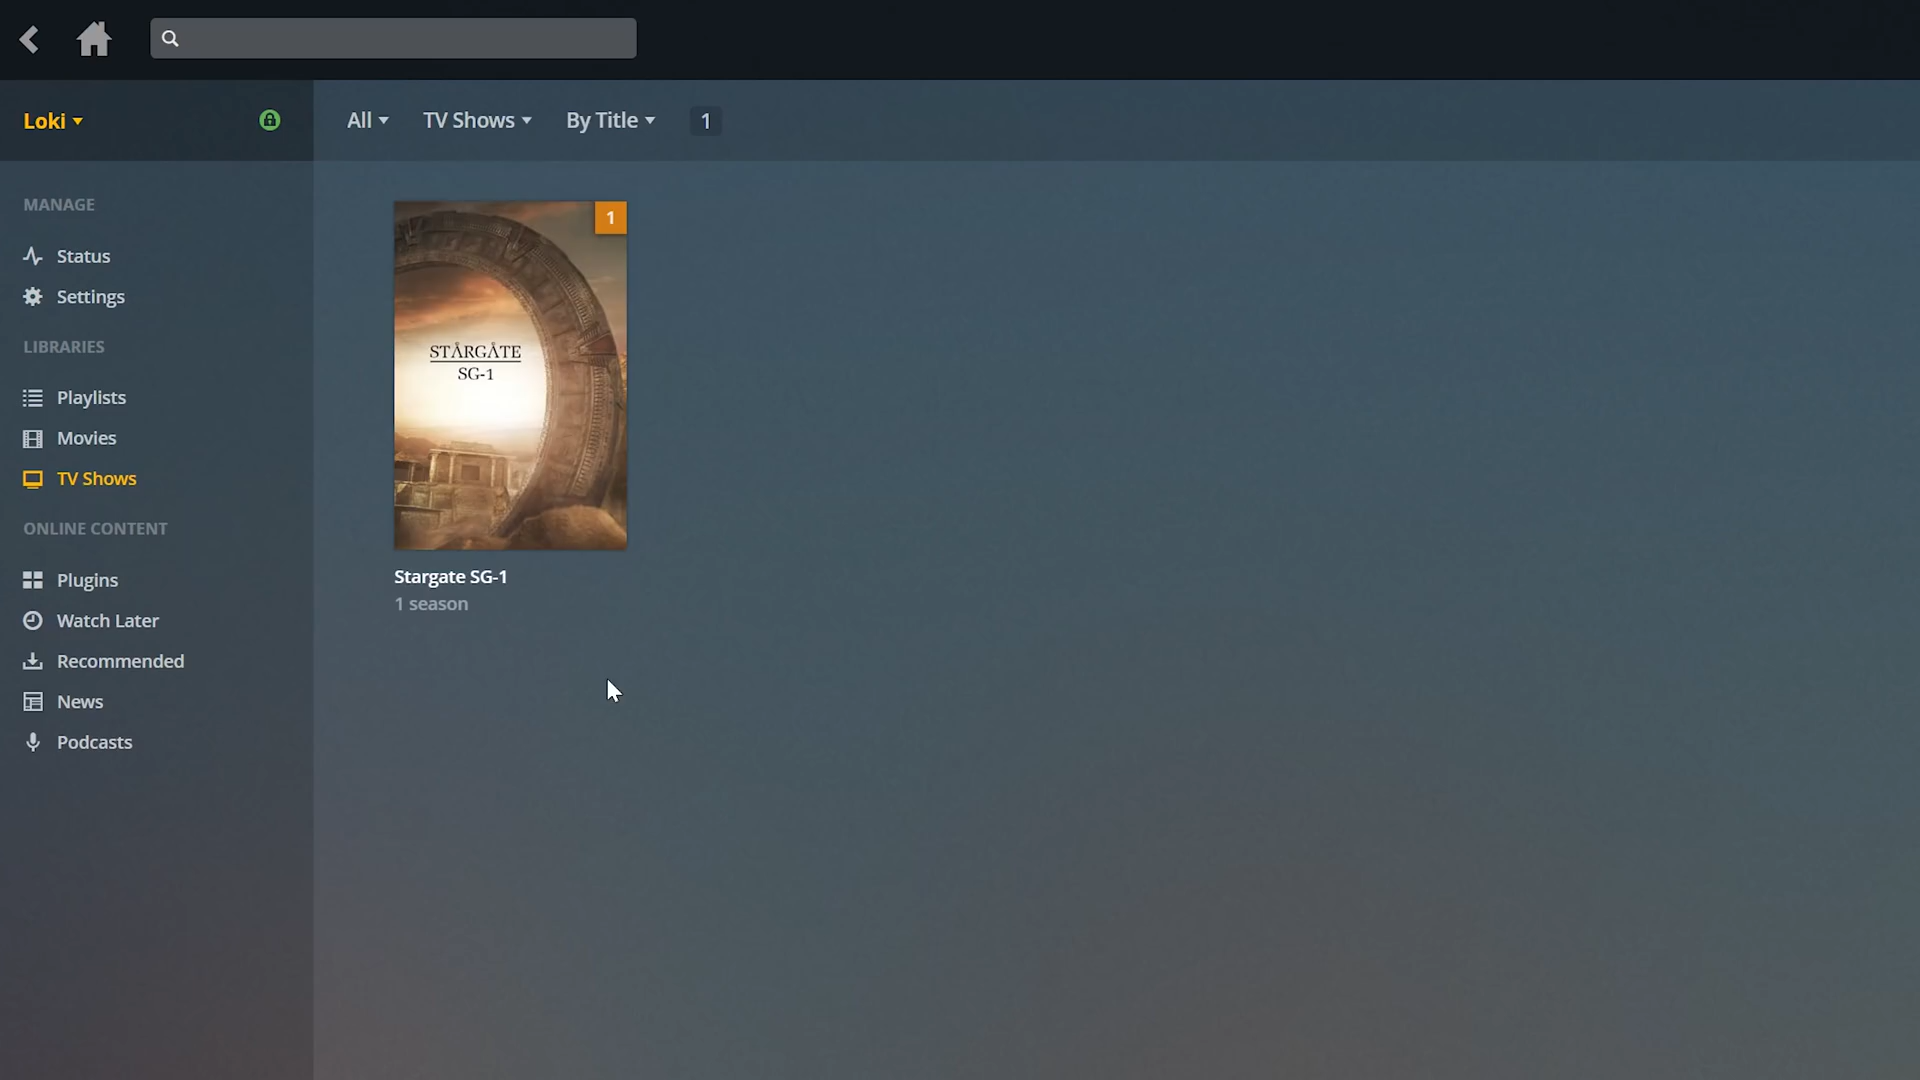 Loki
All
TV Shows
By Title
1
MANAGE
Status
Settings
LIBRARIES
Playlists
Movies
TV Shows
ONLINE CONTENT
Plugins
Watch Later
Recommended
News
Podcasts
1
STÅRGÅTE
SG-1
Stargate SG-1
1 season